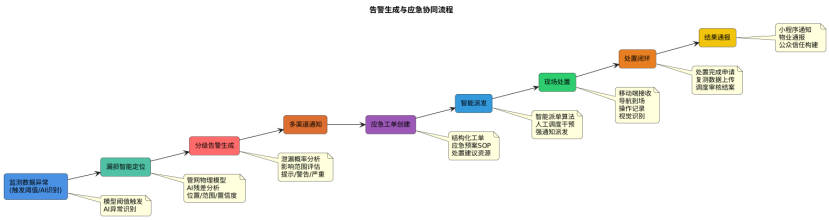 告警生成与应急协同流程
监测数据异常
(触发阈值/AI识别)
模型阈值触发
AI异常识别
漏损智能定位
管网物理模型
AI残差分析
位置/范围/置信度
分级告警生成
泄漏概率分析
影响范围评估
提示/警告/严重
多渠道通知
应急工单创建
结构化工单
应急预案SOP
处置建议资源
智能派发
智能派单算法
人工调度干预
强通知派发
现场处置
移动端接收
导航到场
操作记录
视觉识别
处置闭环
处置完成申请
复测数据上传
调度审核结案
结果通报
小程序通知
物业通报
公众信任构建